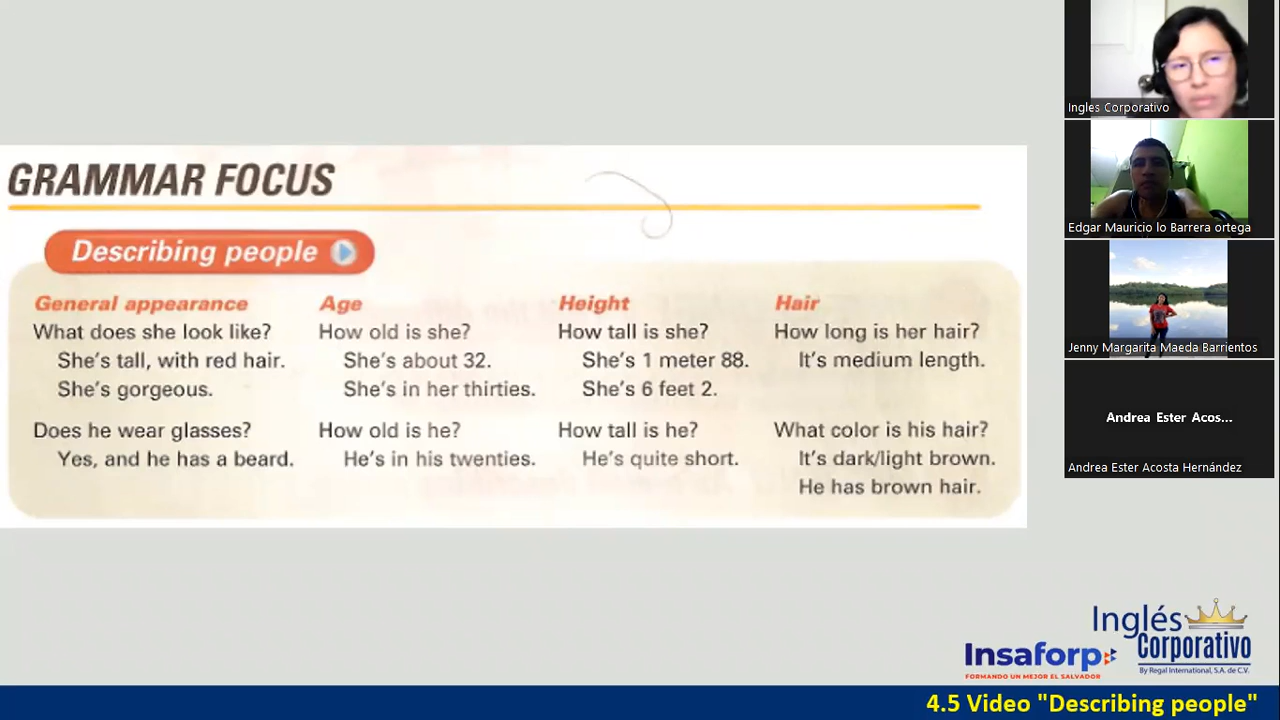 GRAMMAR FOCUS
Describing people
General appearance
What does she look like?
She's tall, with red hair.
She's gorgeous.
Does he wear glasses?
Yes, and he has a beard.
Age
How old is she?
She's about 32.
She's in her thirties.
How old is he?
He's in his twenties.
Height
How tall is she?
She's 1 meter 88.
She's 6 feet 2.
How tall is he?
He's quite short.
Hair
How long is her hair?
It's medium length.
What color is his hair?
It's dark/light brown.
He has brown hair.
Ingles Corporativo
Edgar Mauricio lo Barrera ortega
Jenny Margarita Maeda Barrientos
Andrea Ester Acos...
Andrea Ester Acosta Hernández
Inglés
Corporativo
By Regal International, S.A. de C.V.
Insaforp
FORMANDO UN MEJOR EL SALVADOR
4.5 Video "Describing people"